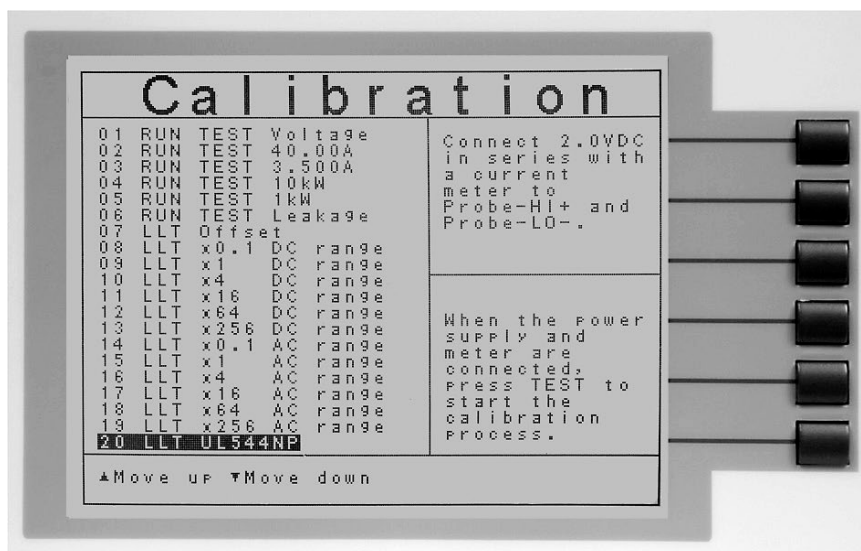 Calibration
01 RUN TEST Voltage
02 RUN TEST 40.00A
03 RUN TEST 3.500A
04 RUN TEST 10kW
05 RUN TEST 1kW
06 RUN TEST Leakage
07 LLT Offset
08 LLT x0.1 DC range
09 LLT x1 DC range
10 LLT x4 DC range
11 LLT x16 DC range
12 LLT x64 DC range
13 LLT x256 DC range
14 LLT x0.1 AC range
15 LLT x1 AC range
16 LLT x4 AC range
17 LLT x16 AC range
18 LLT x64 AC range
19 LLT x256 AC range
20 LLT UL544NP
Connect 2.0VDC
in series with
a current
meter to
Probe-HI+ and
Probe-LO-.
When the power
supply and
meter are
connected,
press TEST to
start the
calibration
process.
▲Move up ▼Move down